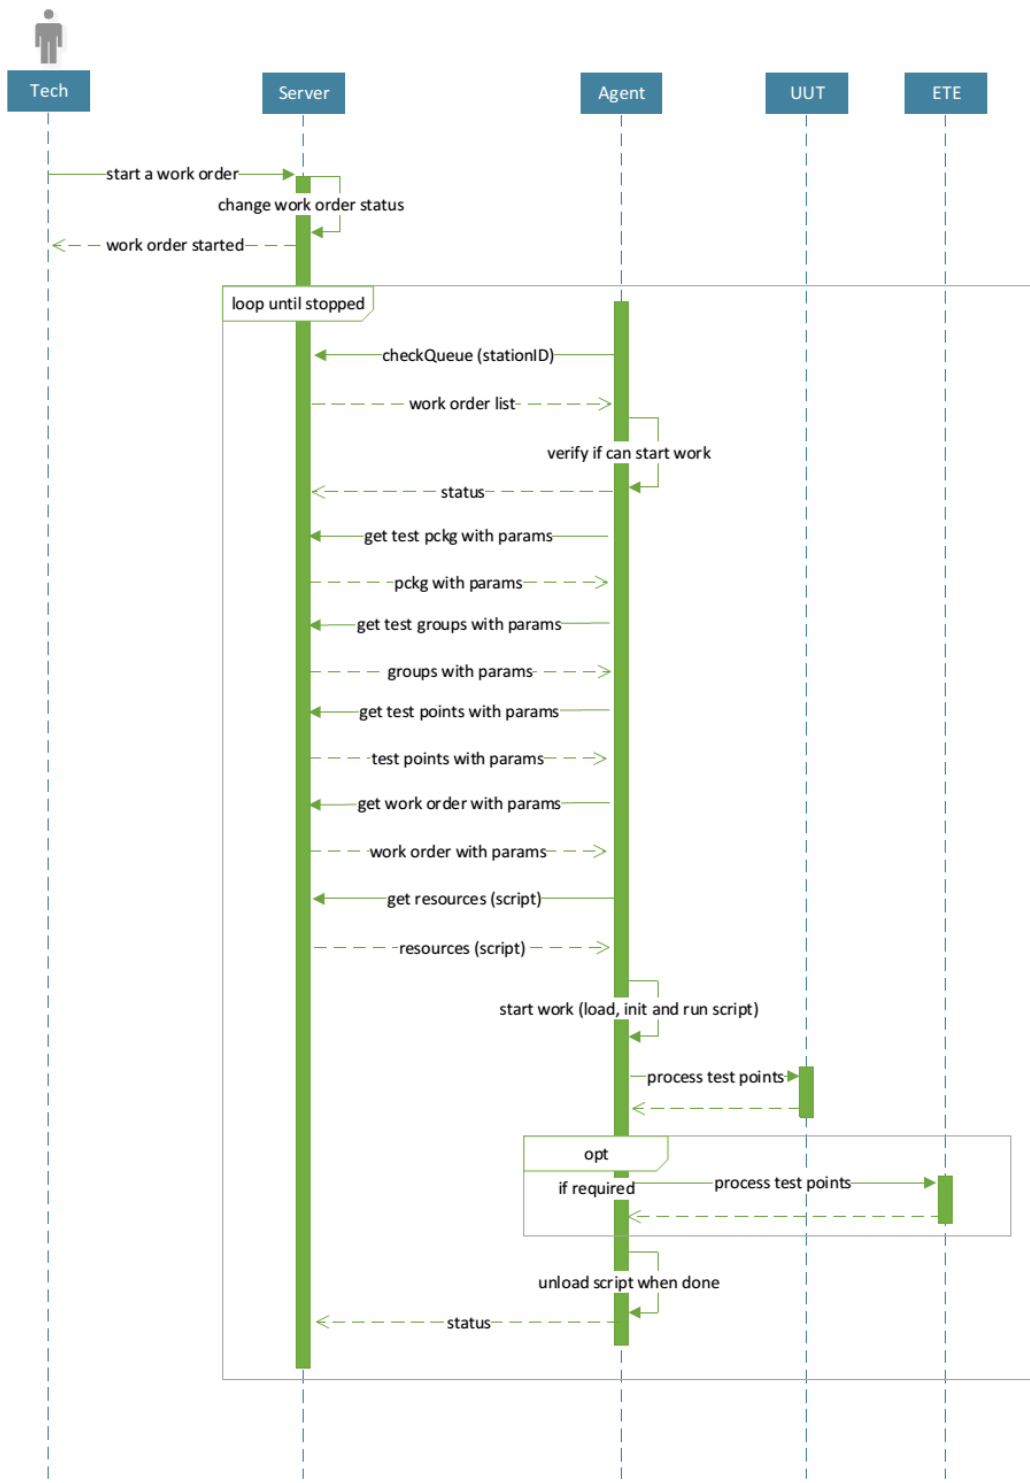 Tech
Server
Agent
UUT
ETE
start a work order
change work order status
work order started
loop until stopped
checkQueue (stationID)
work order list
verify if can start work
status
get test pckg with params
pckg with params
get test groups with params
groups with params
get test points with params
test points with params
get work order with params
work order with params
get resources (script)
resources (script)
start work (load, init and run script)
process test points
opt
if required
process test points
unload script when done
status